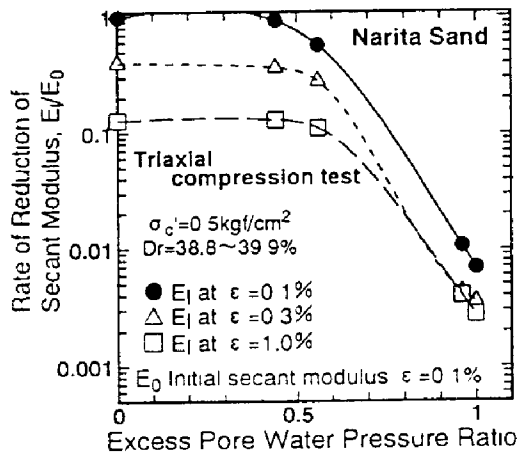 Rate of Reduction of
Secant Modulus, El/E0
1
0.1
0.01
0.001
Narita Sand
Triaxial
compression test
σc'=0 5kgf/cm2
Dr=38.8~39 9%
El at ε =0 1%
El at ε =0 3%
El at ε =1.0%
E0 Initial secant modulus ε =0 1%
0 0.5 1
Excess Pore Water Pressure Ratio